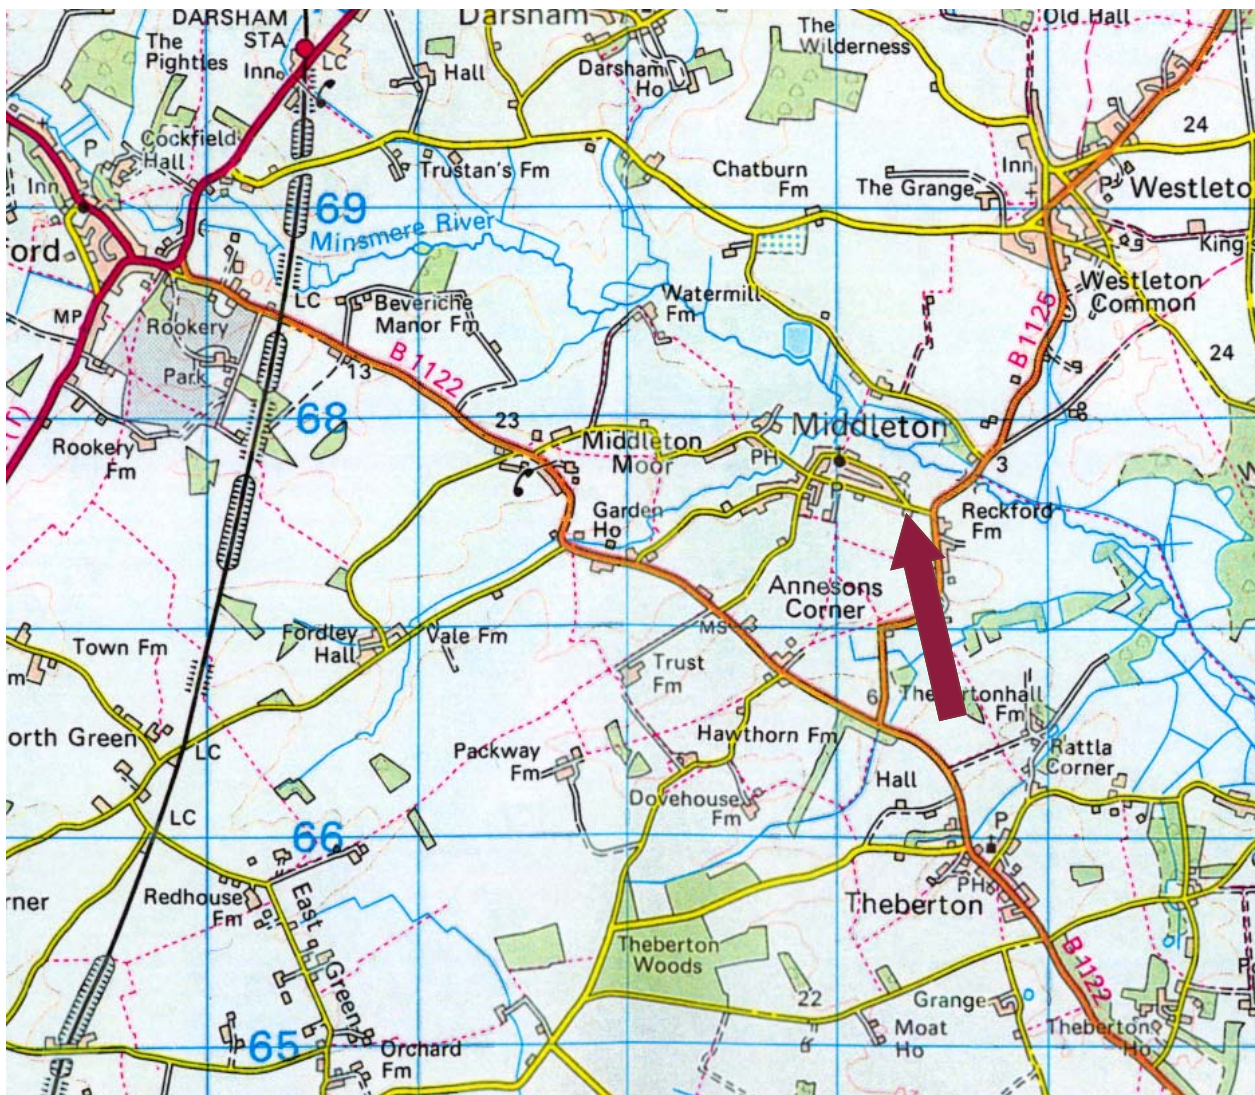 DARSHAM
STA
Darsham
The
Wilderness
Old Hall
The
Pightles
LC
Inn
Hall
Darsham
Ho
24
Cockfield
Hall
P
Inn
Trustan's Fm
Chatburn
Fm
The Grange
Inn
P
Westleto
69
Minsmere River
King's
ford
LC
Beveriche
Manor Fm
Watermill
Fm
Westleton
Common
MP
Rookery
Park
13
B 1122
B 1125
24
68
23
Middleton
Moor
PH
Middleton
3
Rookery
Fm
P
Garden
Ho
Reckford
Fm
Annesons
Corner
Town Fm
Fordley
Hall
Vale Fm
MS
Trust
Fm
6
Fm
orth Green
LC
Packway
Fm
Hawthorn Fm
Rattla
Corner
Hall
Dovehouse
Fm
LC
66
P
rner
Redhouse
Fm
East
Green
Theberton
PH
Theberton
Woods
B 1122
22
Grange
Moat
Ho
Theberton
Ho
65
Orchard
Fm